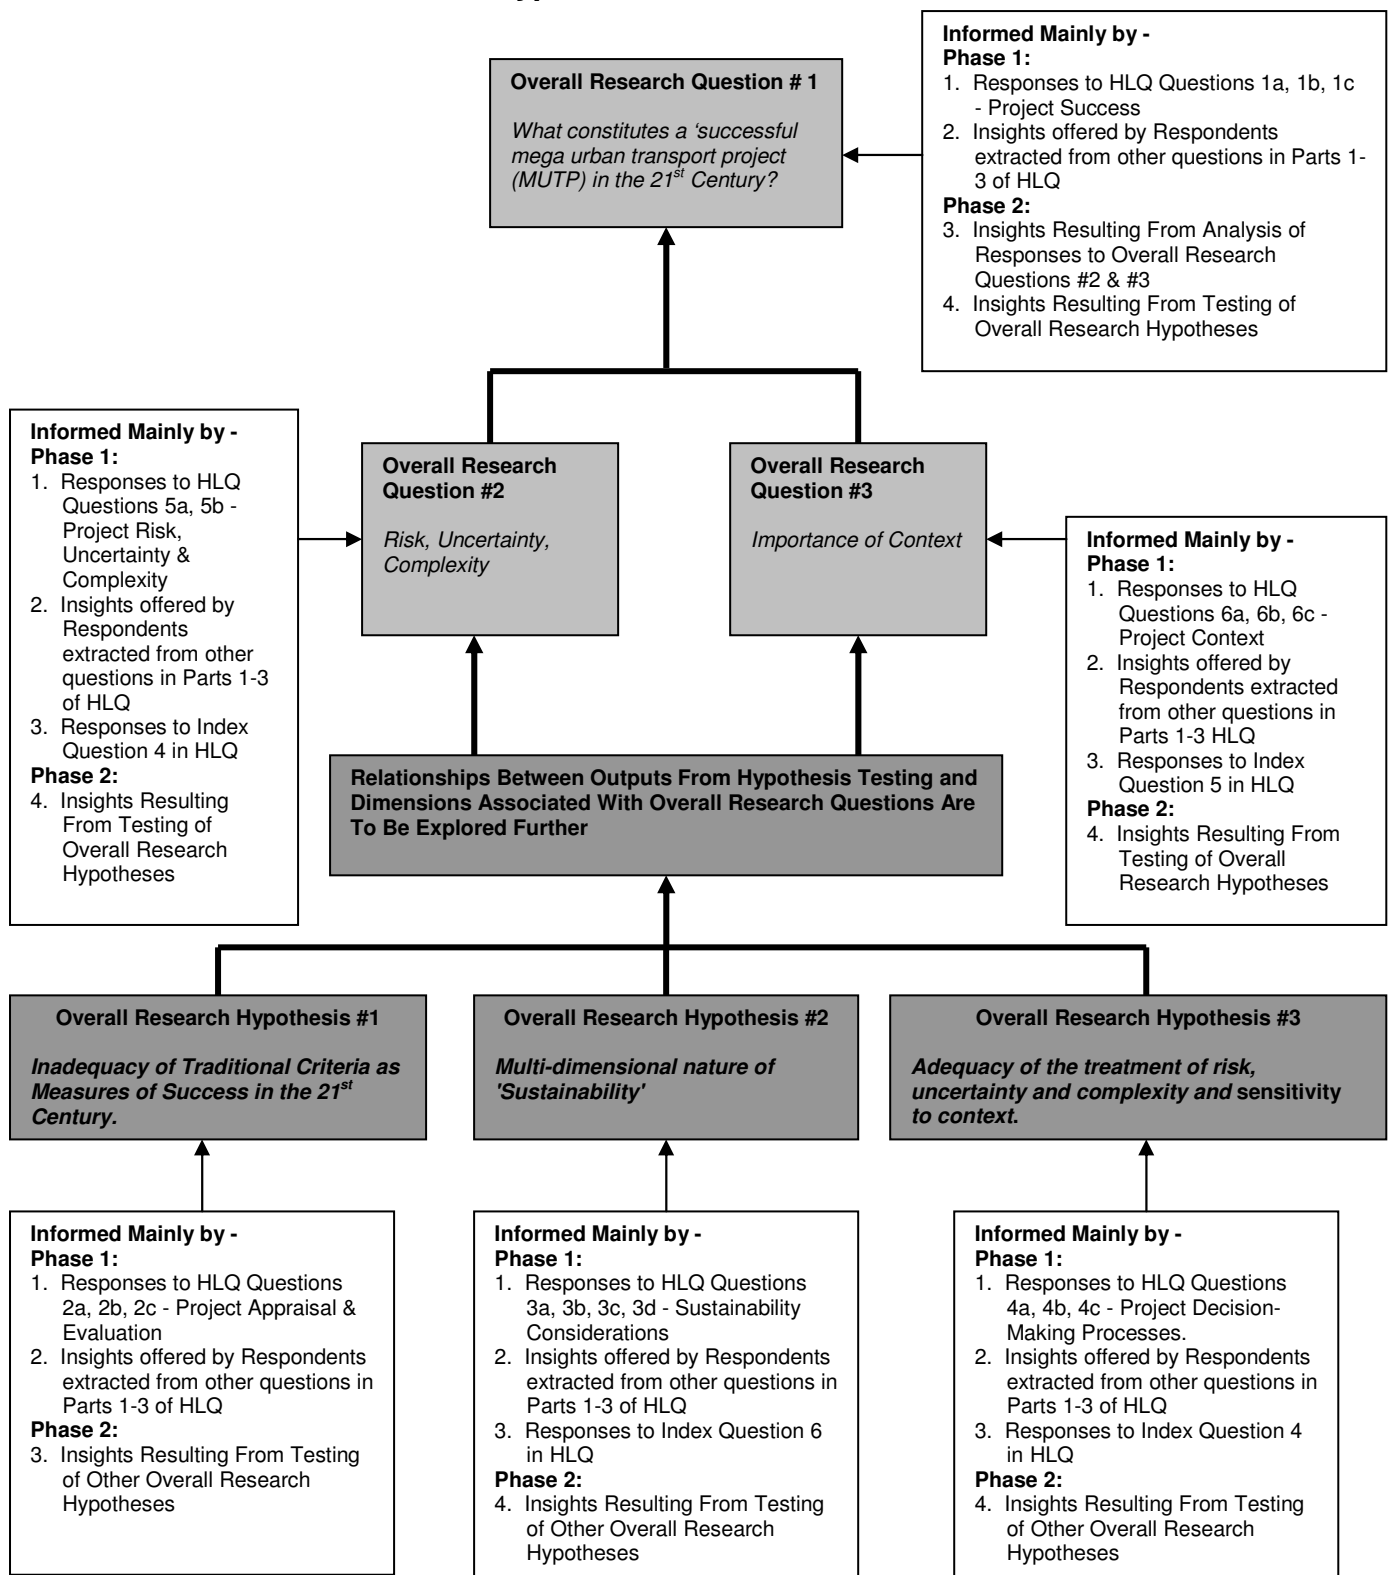 Informed Mainly by -
Phase 1:
1. Responses to HLQ Questions 1a, 1b, 1c
- Project Success
2. Insights offered by Respondents
extracted from other questions in Parts 1-
3 of HLQ
Phase 2:
3. Insights Resulting From Analysis of
Responses to Overall Research
Questions #2 & #3
4. Insights Resulting From Testing of
Overall Research Hypotheses
Overall Research Question # 1
What constitutes a ‘successful
mega urban transport project
(MUTP) in the 21st Century?
Informed Mainly by -
Phase 1:
1. Responses to HLQ
Questions 5a, 5b -
Project Risk,
Uncertainty &
Complexity
2. Insights offered by
Respondents
extracted from other
questions in Parts 1-3
of HLQ
3. Responses to Index
Question 4 in HLQ
Phase 2:
4. Insights Resulting
From Testing of
Overall Research
Hypotheses
Overall Research
Question #2
Risk, Uncertainty,
Complexity
Overall Research
Question #3
Importance of Context
Informed Mainly by -
Phase 1:
1. Responses to HLQ
Questions 6a, 6b, 6c -
Project Context
2. Insights offered by
Respondents extracted
from other questions in
Parts 1-3 HLQ
3. Responses to Index
Question 5 in HLQ
Phase 2:
4. Insights Resulting From
Testing of Overall
Research Hypotheses
Relationships Between Outputs From Hypothesis Testing and
Dimensions Associated With Overall Research Questions Are
To Be Explored Further
Overall Research Hypothesis #1
Inadequacy of Traditional Criteria as
Measures of Success in the 21st
Century.
Overall Research Hypothesis #2
Multi-dimensional nature of
'Sustainability'
Overall Research Hypothesis #3
Adequacy of the treatment of risk,
uncertainty and complexity and sensitivity
to context.
Informed Mainly by -
Phase 1:
1. Responses to HLQ Questions
2a, 2b, 2c - Project Appraisal &
Evaluation
2. Insights offered by Respondents
extracted from other questions in
Parts 1-3 of HLQ
Phase 2:
3. Insights Resulting From Testing
of Other Overall Research
Hypotheses
Informed Mainly by -
Phase 1:
1. Responses to HLQ Questions
3a, 3b, 3c, 3d - Sustainability
Considerations
2. Insights offered by Respondents
extracted from other questions in
Parts 1-3 of HLQ
3. Responses to Index Question 6
in HLQ
Phase 2:
4. Insights Resulting From Testing
of Other Overall Research
Hypotheses
Informed Mainly by -
Phase 1:
1. Responses to HLQ Questions
4a, 4b, 4c - Project Decision-
Making Processes.
2. Insights offered by Respondents
extracted from other questions in
Parts 1-3 of HLQ
3. Responses to Index Question 4
in HLQ
Phase 2:
4. Insights Resulting From Testing
of Other Overall Research
Hypotheses